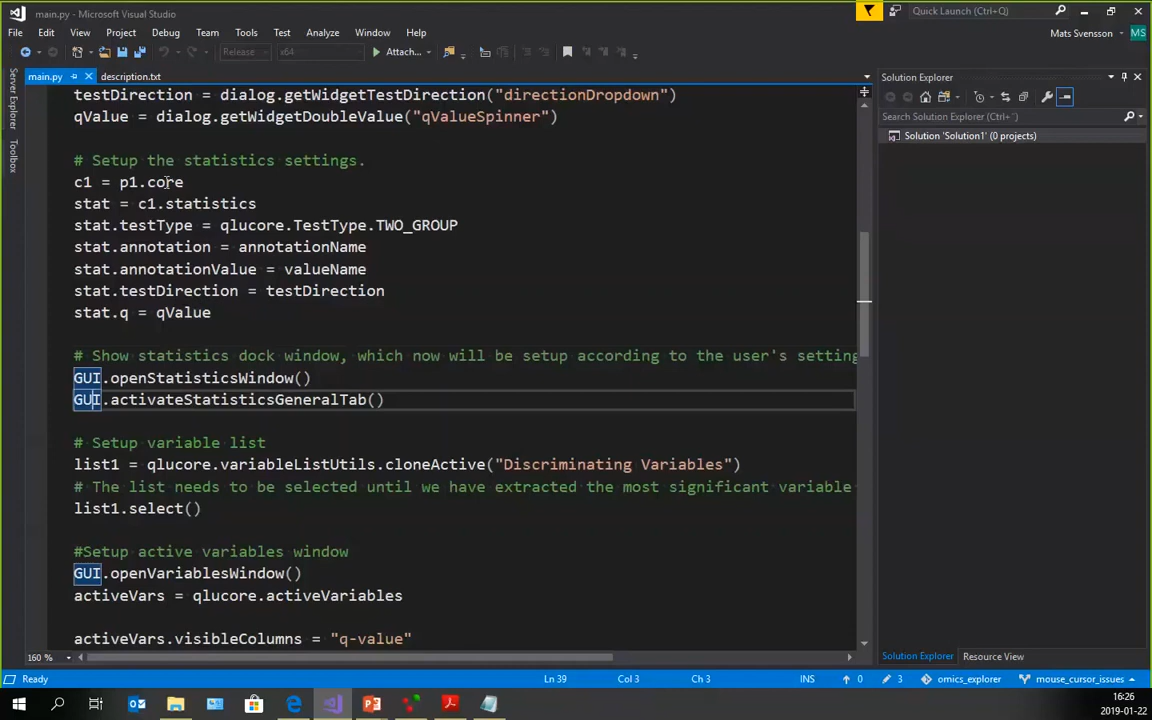 main.py - Microsoft Visual Studio
Quick Launch (Ctrl+Q)
File Edit View Project Debug Team Tools Test Analyze Window Help
Mats Svensson MS
Release x64 Attach...
main.py description.txt
Solution Explorer
Server Explorer
Toolbox
Search Solution Explorer (Ctrl+¨)
Solution 'Solution1' (0 projects)
testDirection = dialog.getWidgetTestDirection("directionDropdown")
qValue = dialog.getWidgetDoubleValue("qValueSpinner")
# Setup the statistics settings.
c1 = p1.core
stat = c1.statistics
stat.testType = qlucore.TestType.TWO_GROUP
stat.annotation = annotationName
stat.annotationValue = valueName
stat.testDirection = testDirection
stat.q = qValue
# Show statistics dock window, which now will be setup according to the user's setting
GUI.openStatisticsWindow()
GUI.activateStatisticsGeneralTab()
# Setup variable list
list1 = qlucore.variableListUtils.cloneActive("Discriminating Variables")
# The list needs to be selected until we have extracted the most significant variable
list1.select()
#Setup active variables window
GUI.openVariablesWindow()
activeVars = qlucore.activeVariables
activeVars.visibleColumns = "q-value"
160 %
Solution Explorer Resource View
Ready Ln 39 Col 3 Ch 3 INS 0 3 omics_explorer mouse_cursor_issues
16:26
2019-01-22